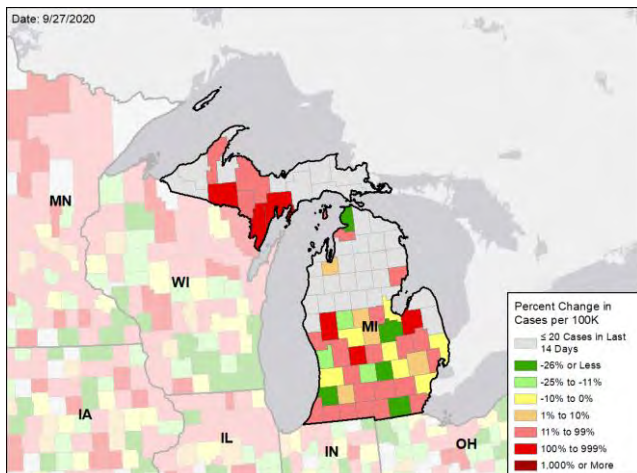 Date: 9/27/2020
MN
WI
MI
IA
IL
IN
OH
Percent Change in
Cases per 100K
≤ 20 Cases in Last
14 Days
-26% or Less
-25% to -11%
-10% to 0%
1% to 10%
11% to 99%
100% to 999%
1,000% or More